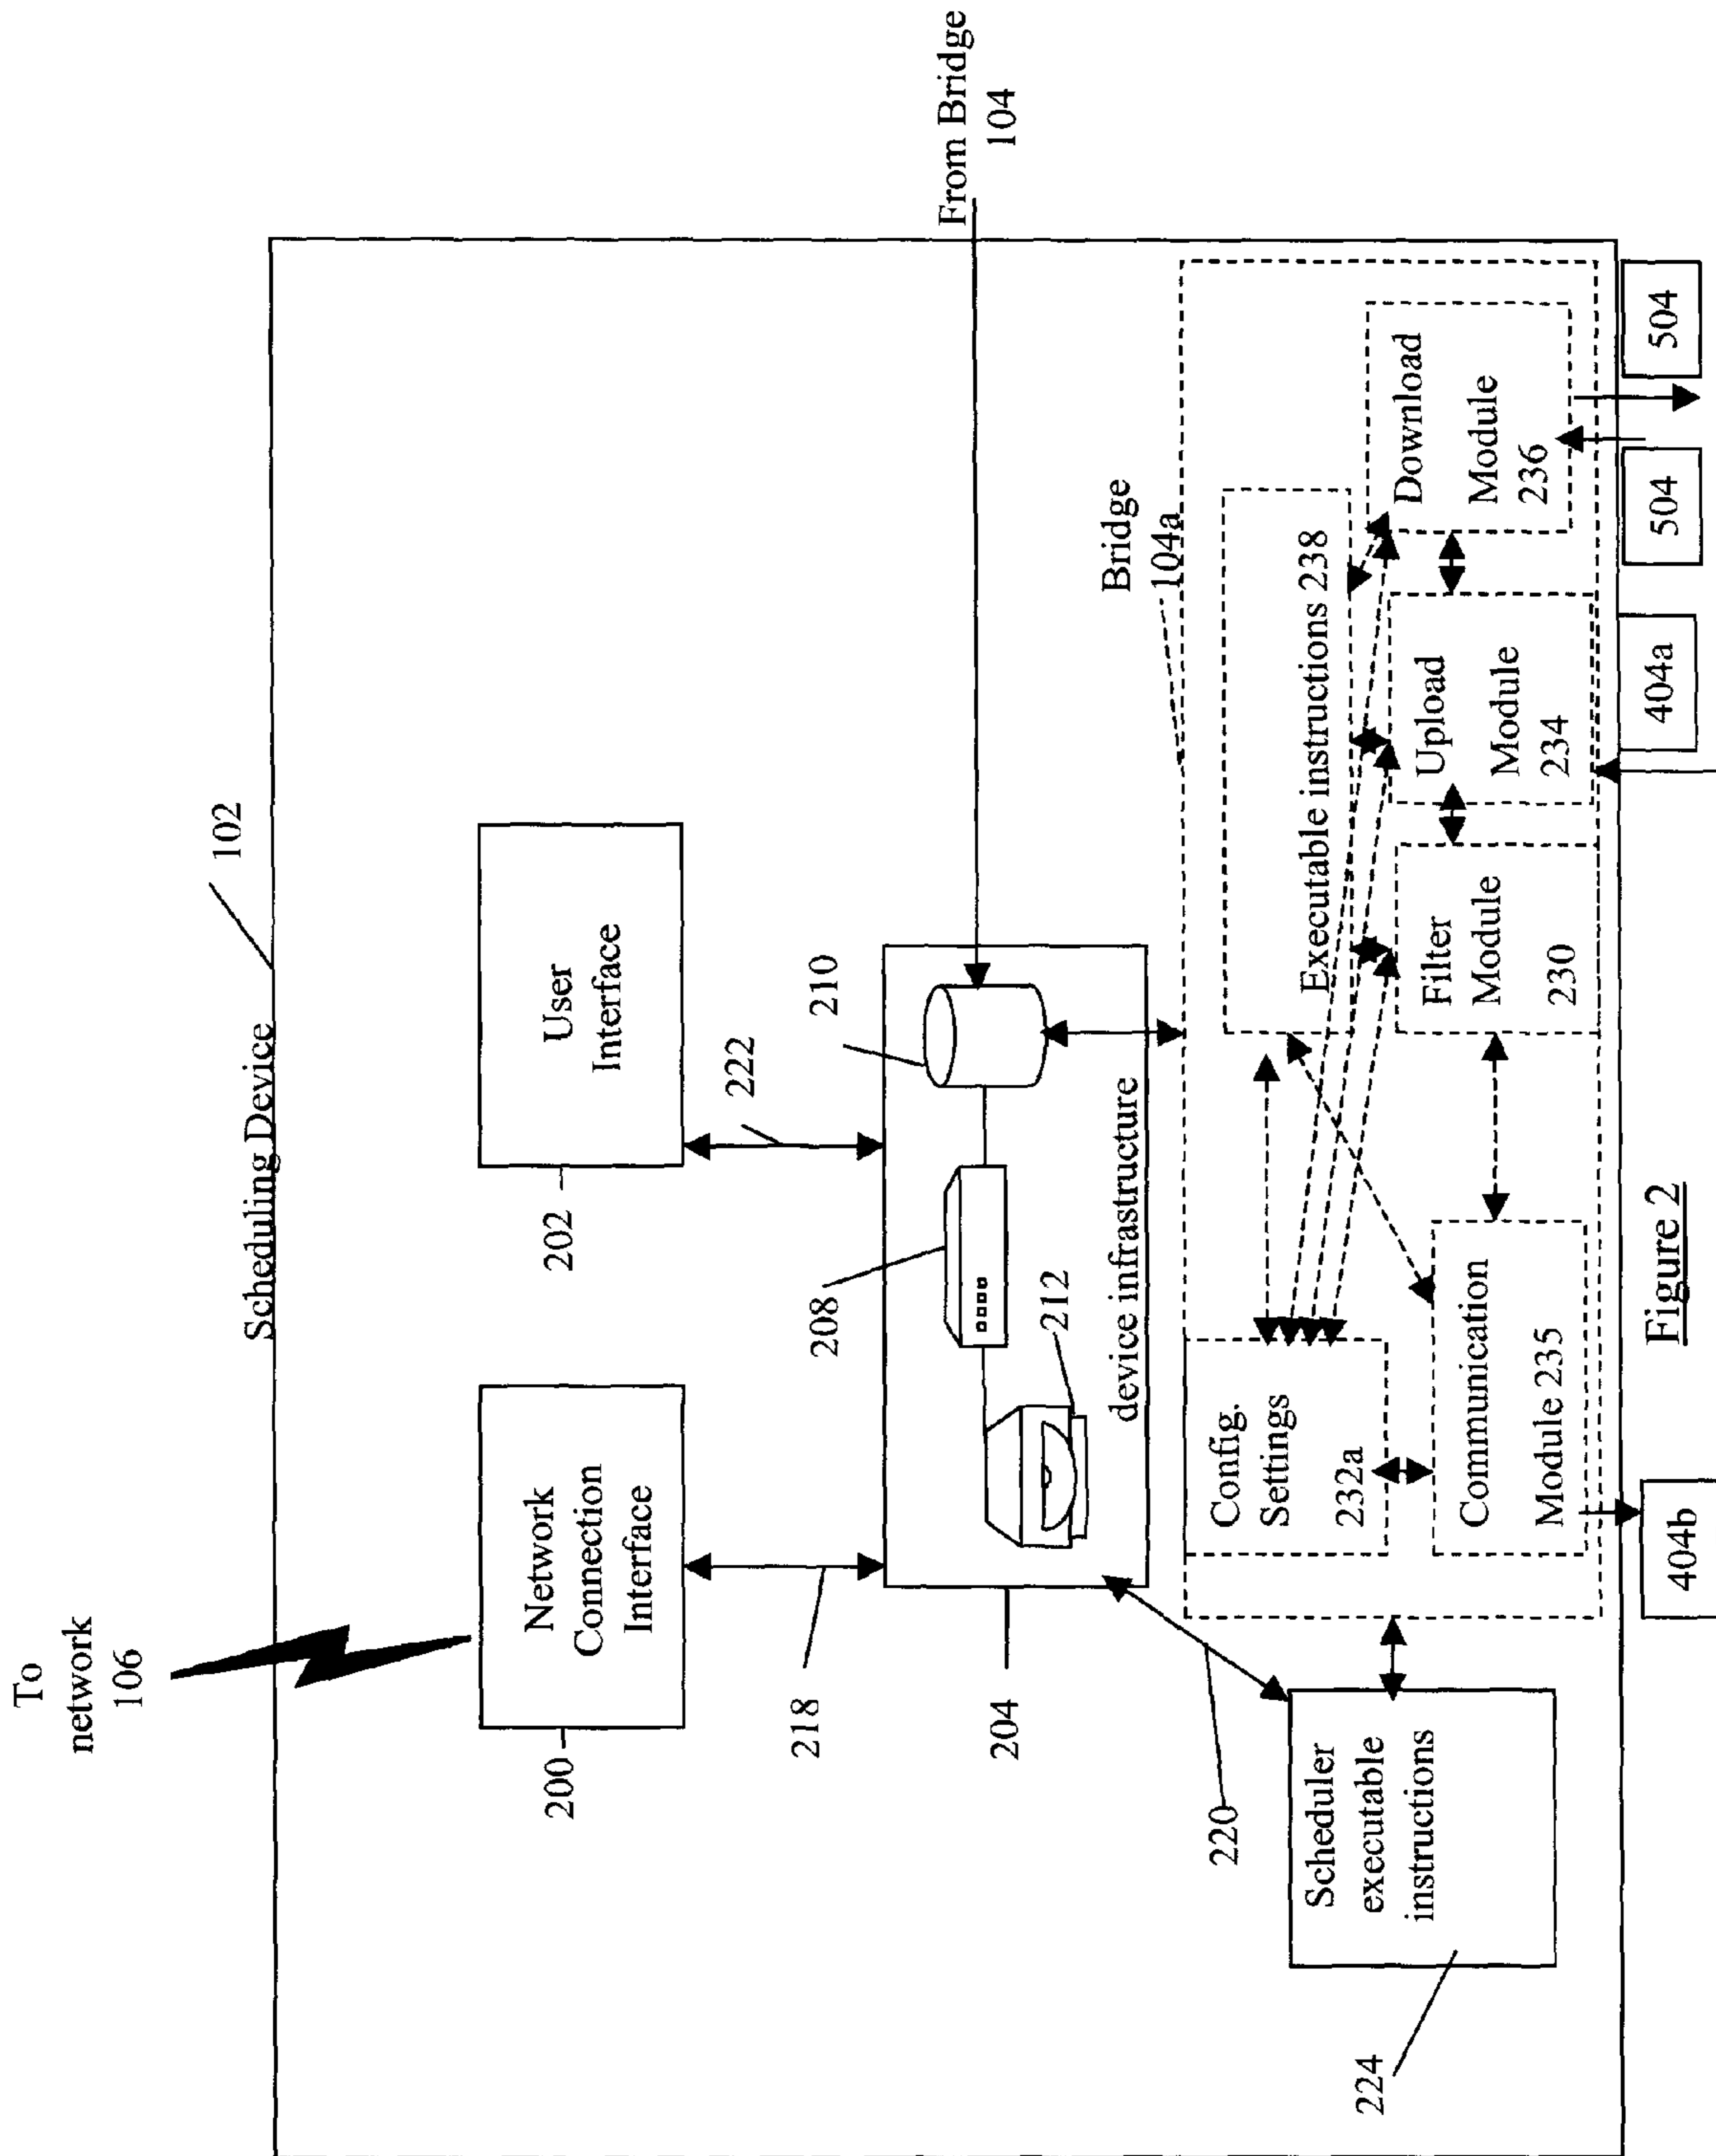 To
network
106
Scheduling Device
102
Network
Connection
Interface
200
User
Interface
202
218
222
204
208
210
212
device infrastructure
From Bridge
104
220
Scheduler
executable
instructions
224
Bridge
104a
Config.
Settings
232a
Executable instructions 238
Communication
Module 235
Filter
Module
230
Upload
Module
234
Download
Module
236
404b
404a
504
504
Figure 2